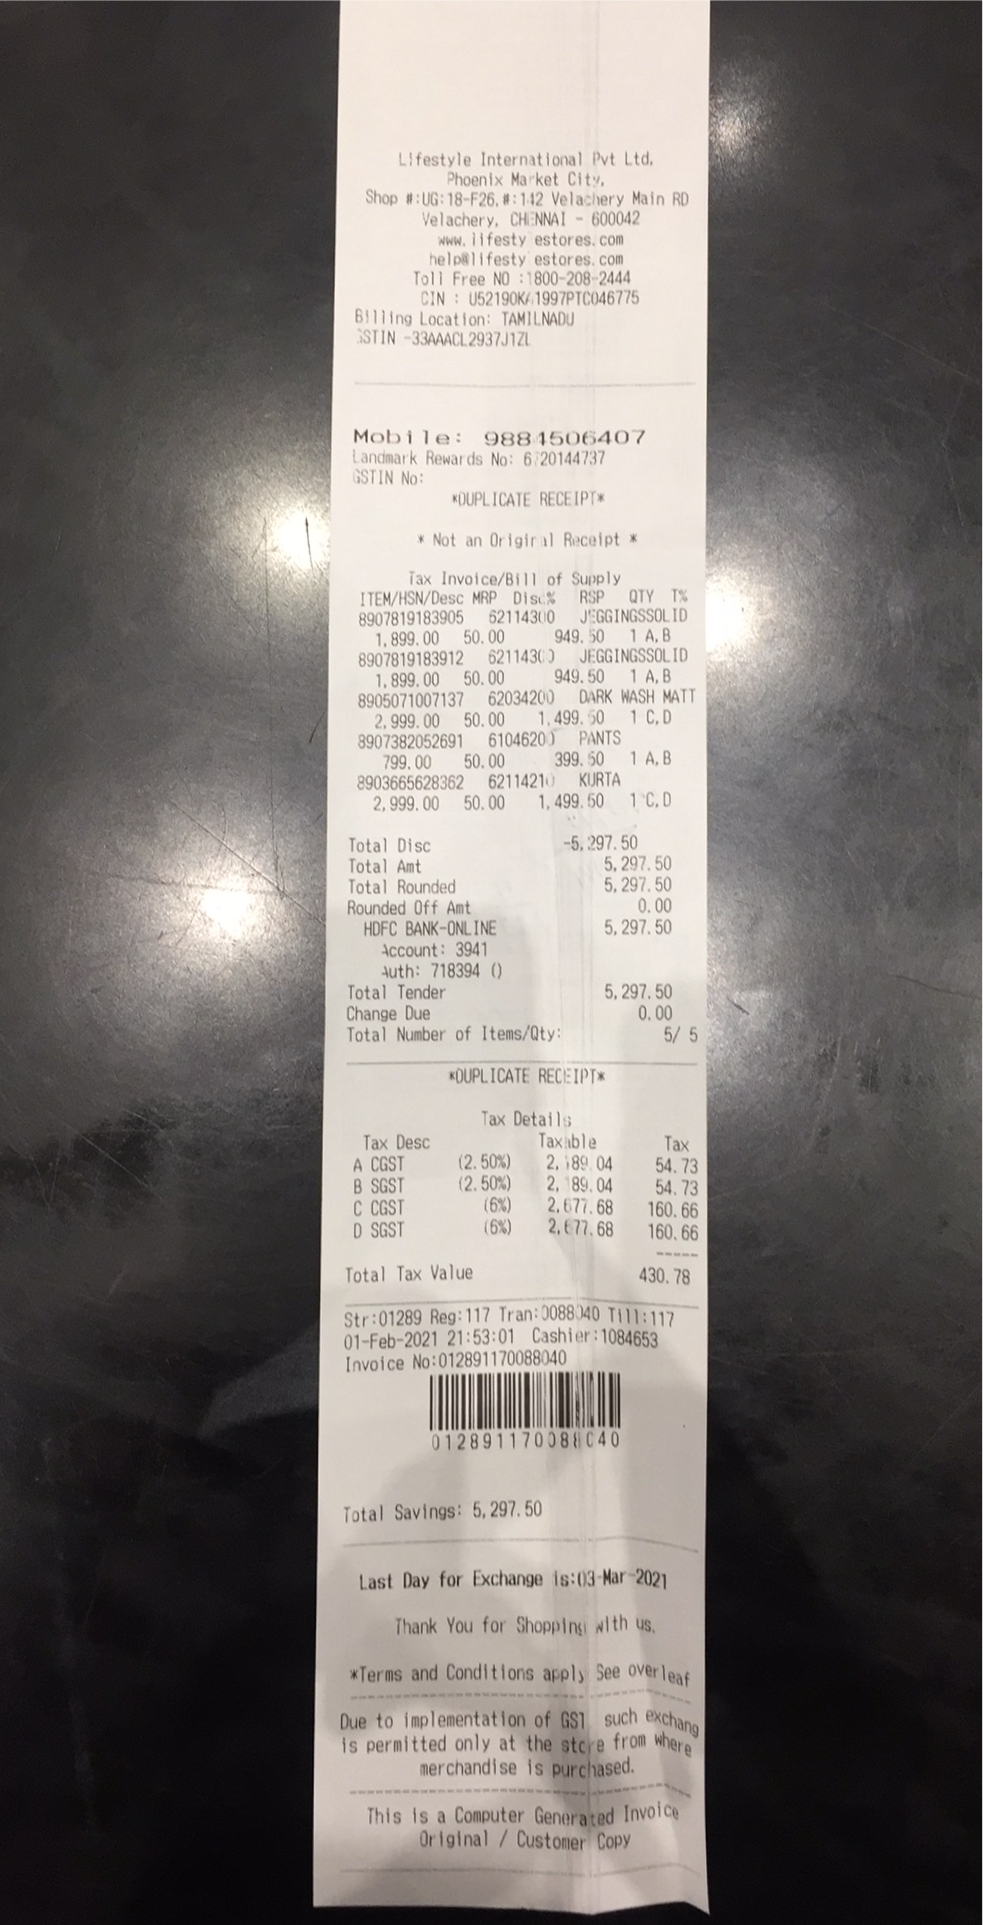 Lifestyle International Pvt Ltd.
Phoenix Market City,
Shop #:UG:18-F26,#:142 Velachery Main RD
Velachery, CHENNAI - 600042
www.lifesty estores.com
help@lifesty estores.com
Toll Free NO :1800-208-2444
CIN : U52190KA1997PTC046775
Billing Location: TAMILNADU
GSTIN -33AAACL2937J1ZL
Mobile: 9884506407
Landmark Rewards No: 6 20144737
GSTIN No:
*DUPLICATE RECEIPT*
* Not an Original Receipt *
Tax Invoice/Bill of Supply
ITEM/HSN/Desc MRP Disc% RSP QTY T%
8907819183905 62114300 JEGGINGSSOLID
1,899.00 50.00 949.50 1 A,B
8907819183912 62114300 JEGGINGSSOLID
1,899.00 50.00 949.50 1 A,B
8905071007137 62034200 DARK WASH MATT
2,999.00 50.00 1,499.50 1 C,D
8907382052691 61046200 PANTS
799.00 50.00 399.50 1 A,B
8903665628362 62114210 KURTA
2,999.00 50.00 1,499.50 1 C,D
Total Disc -5,297.50
Total Amt 5,297.50
Total Rounded 5,297.50
Rounded Off Amt 0.00
HDFC BANK-ONLINE 5,297.50
Account: 3941
Auth: 718394 ()
Total Tender 5,297.50
Change Due 0.00
Total Number of Items/Qty: 5/ 5
*DUPLICATE RECEIPT*
Tax Details
Tax Desc Taxable Tax
A CGST (2.50%) 2,189.04 54.73
B SGST (2.50%) 2,189.04 54.73
C CGST (6%) 2,677.68 160.66
D SGST (6%) 2,677.68 160.66
-----
Total Tax Value 430.78
Str:01289 Reg:117 Tran:0088040 Till:117
01-Feb-2021 21:53:01 Cashier:1084653
Invoice No:012891170088040
012891170088040
Total Savings: 5,297.50
Last Day for Exchange is:03-Mar-2021
Thank You for Shopping with us.
*Terms and Conditions apply See overleaf
Due to implementation of GST such exchang
is permitted only at the store from where
merchandise is purchased.
This is a Computer Generated Invoice
Original / Customer Copy